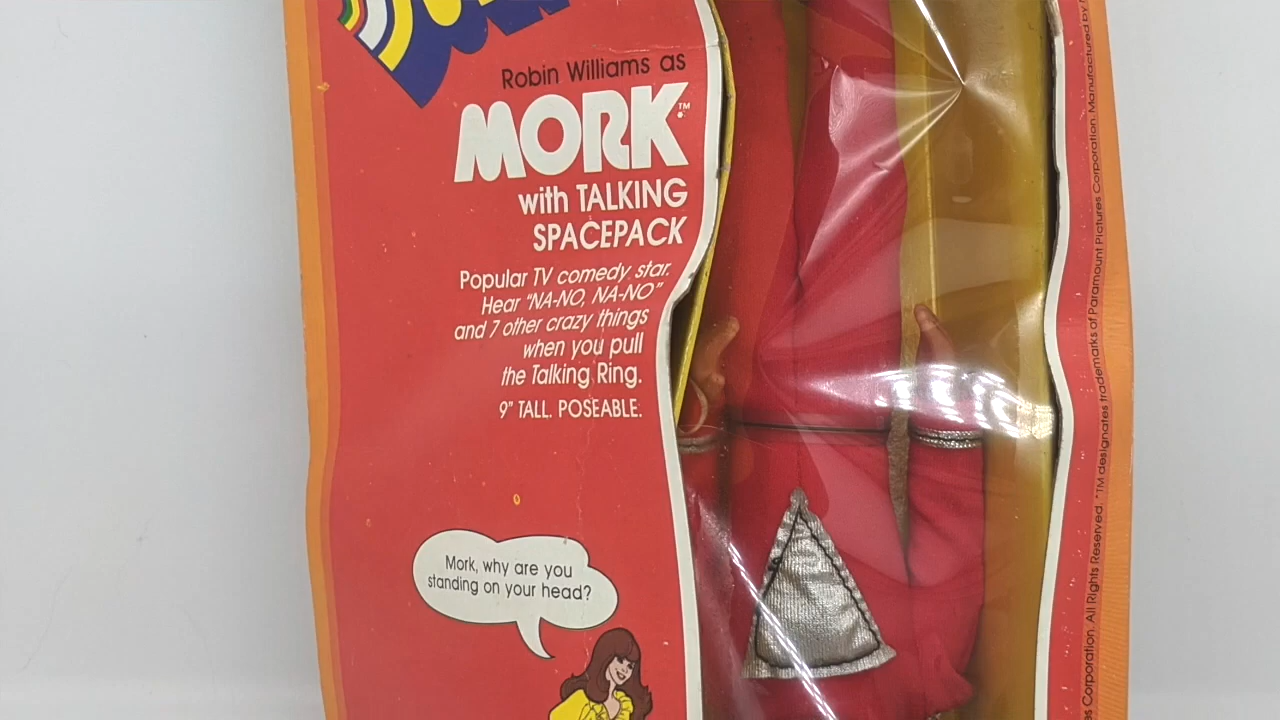 Robin Williams as
MORK™
with TALKING
SPACEPACK
Popular TV comedy star.
Hear "NA-NO, NA-NO"
and 7 other crazy things
when you pull
the Talking Ring.
9" TALL. POSEABLE.
Mork, why are you
standing on your head?
Corporation. All Rights Reserved. *TM designates trademarks of Paramount Pictures Corporation. Manufactured by